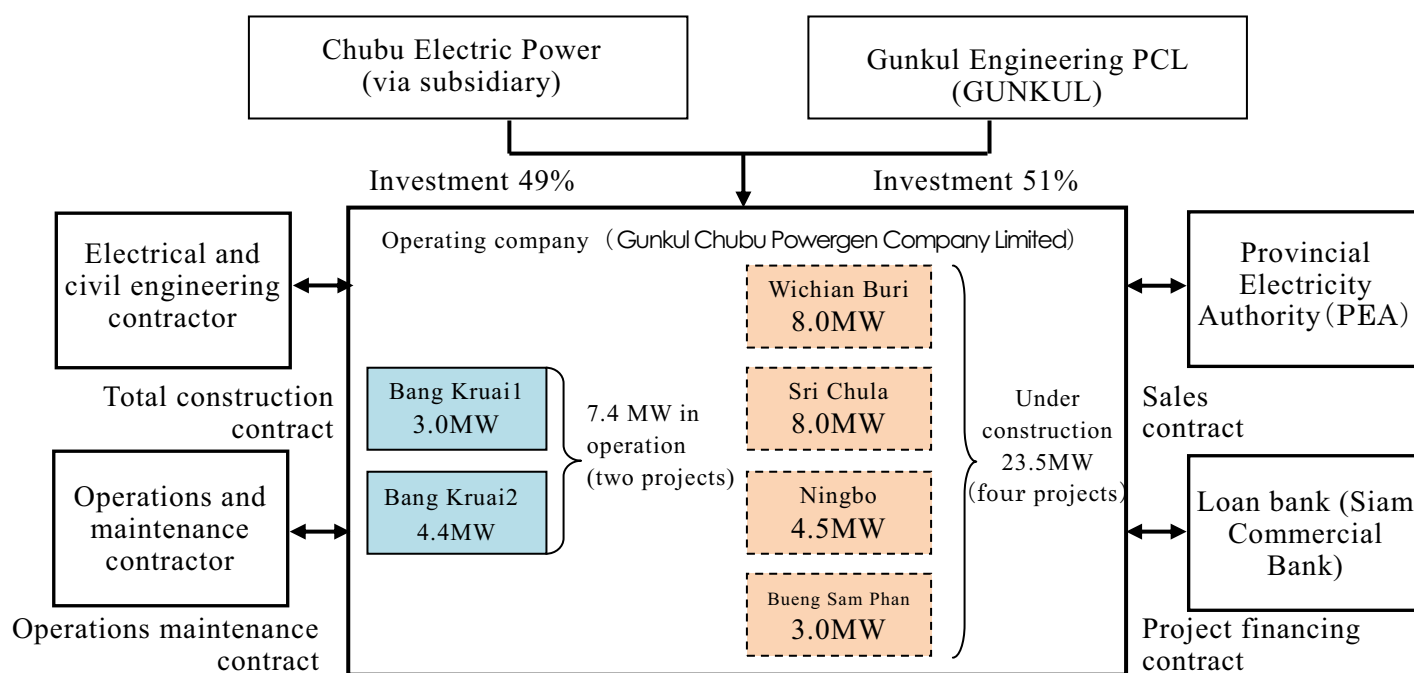 Chubu Electric Power
(via subsidiary)
Gunkul Engineering PCL
(GUNKUL)
Investment 49%
Investment 51%
Electrical and
civil engineering
contractor
Total construction
contract
Operations and
maintenance
contractor
Operations maintenance
contract
Operating company （Gunkul Chubu Powergen Company Limited）
Bang Kruai1
3.0MW
Bang Kruai2
4.4MW
7.4 MW in
operation
(two projects)
Wichian Buri
8.0MW
Sri Chula
8.0MW
Ningbo
4.5MW
Bueng Sam Phan
3.0MW
Under
construction
23.5MW
（four projects）
Provincial
Electricity
Authority（PEA）
Sales
contract
Loan bank (Siam
Commercial
Bank)
Project financing
contract